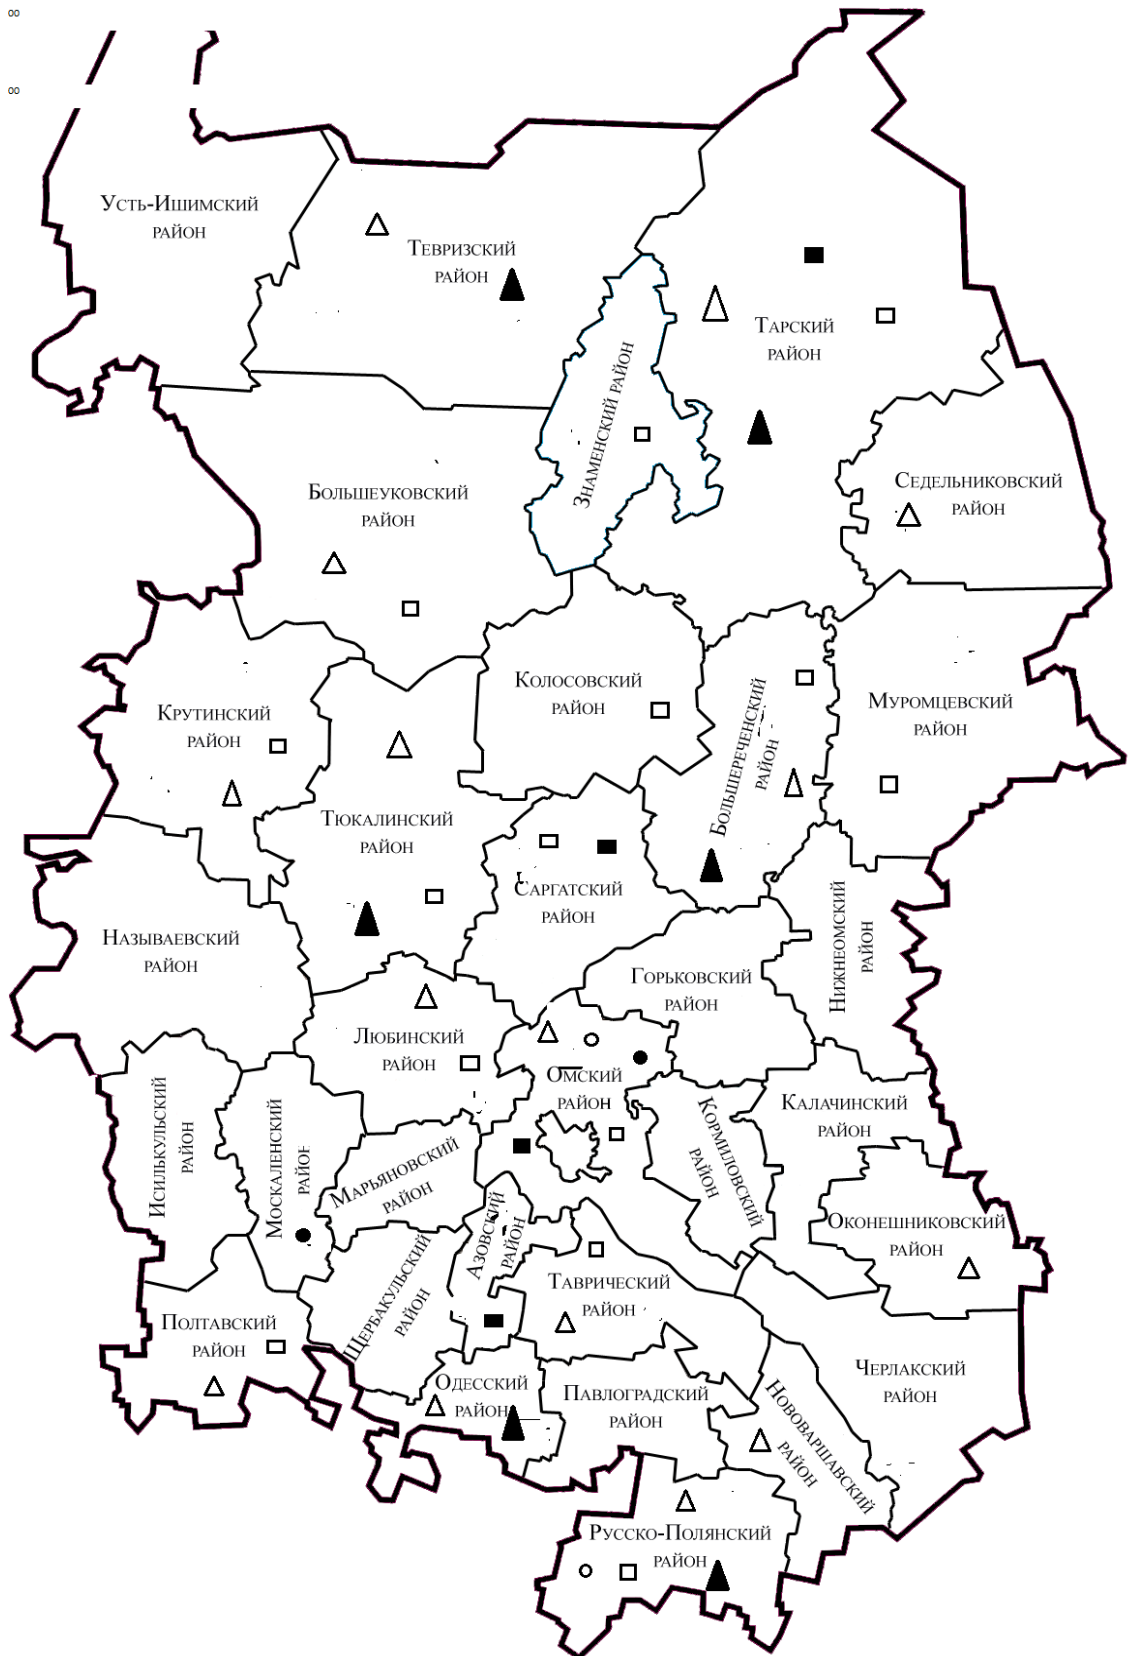 ∞
∞
Усть-Ишимский
район
Тевризский
район
Тарский
район
Знаменский район
Седельниковский
район
Большеуковский
район
Колосовский
район
Муромцевский
район
Крутинский
район
Большереченский
район
Тюкалинский
район
Саргатский
район
Нижнеомский
район
Называевский
район
Горьковский
район
Любинский
район
Омский
район
Калачинский
район
Кормиловский
район
Исилькульский
район
Москаленский
район
Марьяновский
район
Азовский
район
Оконешниковский
район
Щербакульский
район
Таврический
район
Полтавский
район
Одесский
район
Павлоградский
район
Черлакский
район
Нововаршавский
район
Русско-Полянский
район